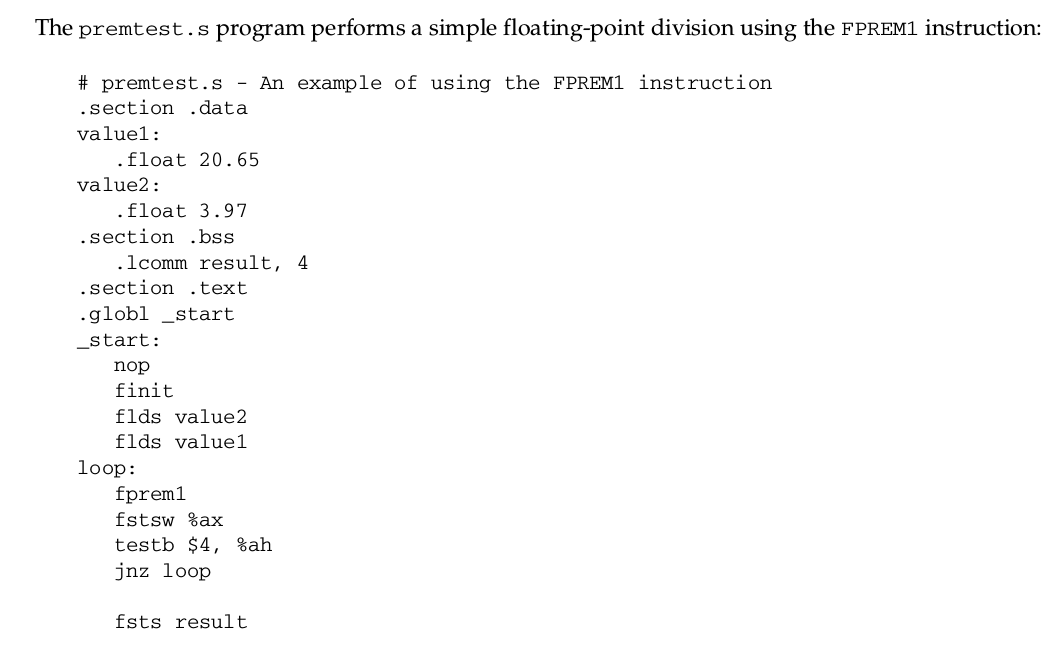 The premtest.s program performs a simple floating-point division using the FPREM1 instruction:
# premtest.s - An example of using the FPREM1 instruction
.section .data
value1:
.float 20.65
value2:
.float 3.97
.section .bss
.lcomm result, 4
.section .text
.globl _start
_start:
nop
finit
flds value2
flds value1
loop:
fprem1
fstsw %ax
testb $4, %ah
jnz loop
fsts result